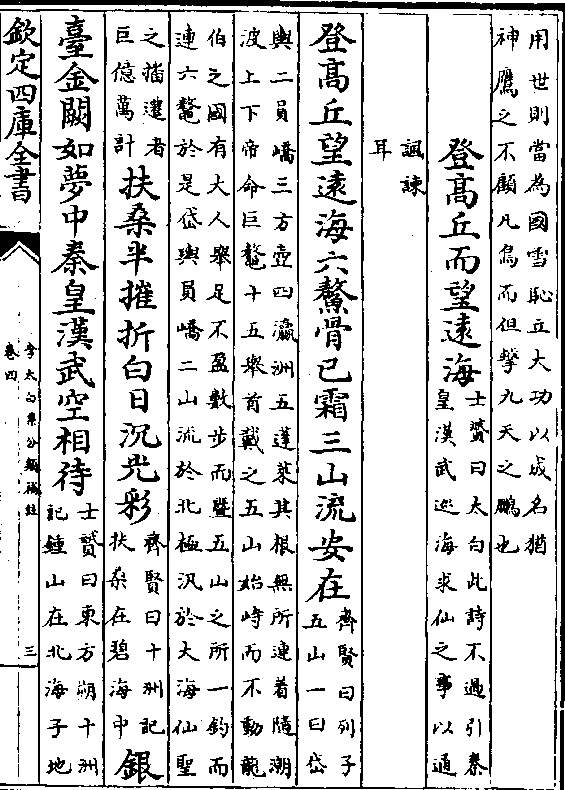 用世則當為國雪恥立大功以成名猶
神鷹之不顧凡鳥而但擊九天之鵬也
登高丘而望遠海
士贇曰太白此詩不過引秦
皇漢武巡海求仙之事以通
諷諫
耳
登高丘望遠海六鰲骨已霜三山流安在
齊賢曰列子
五山一曰岱
輿二員嶠三方壺四瀛洲五蓬萊其根無所連着隨潮
波上下帝命巨鼇十五舉首戴之五山始峙而不動龍
伯之國有大人舉足不盈數步而曁五山之所一釣而
連六鼇於是岱輿員嶠二山流於北極沉於大海仙聖
之播遷者
巨億萬計
扶桑半摧折白日沉光彩
齊賢曰十洲記
扶桑在碧海中
銀
臺金闕如夢中秦皇漢武空相待
士贇曰東方朔十洲
記鍾山在北海子地
欽定四庫全書
李太白集分類補註
卷四
三